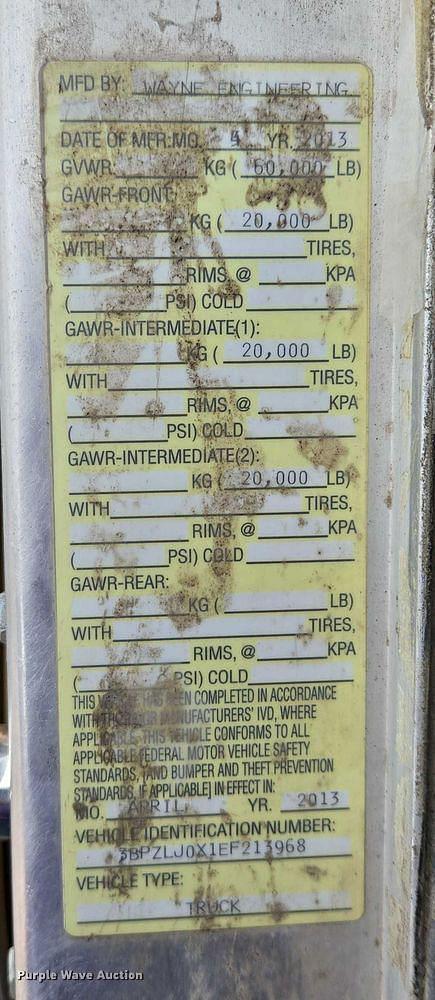 MFD BY: WAYNE ENGINEERING
DATE OF MFR: MO. 4 YR. 2013
GVWR KG ( 60,000 LB)
GAWR-FRONT:
KG ( 20,000 LB)
WITH TIRES,
RIMS, @ KPA
( PSI) COLD
GAWR-INTERMEDIATE(1):
KG ( 20,000 LB)
WITH TIRES,
RIMS, @ KPA
( PSI) COLD
GAWR-INTERMEDIATE(2):
KG ( 20,000 LB)
WITH TIRES,
RIMS, @ KPA
( PSI) COLD
GAWR-REAR:
KG ( LB)
WITH TIRES,
RIMS, @ KPA
( PSI) COLD
THIS VEHICLE HAS BEEN COMPLETED IN ACCORDANCE
WITH THE PRIOR MANUFACTURERS' IVD, WHERE
APPLICABLE. THIS VEHICLE CONFORMS TO ALL
APPLICABLE FEDERAL MOTOR VEHICLE SAFETY
STANDARDS, [AND BUMPER AND THEFT PREVENTION
STANDARDS, IF APPLICABLE] IN EFFECT IN:
MO. APRIL YR. 2013
VEHICLE IDENTIFICATION NUMBER:
3BPZLJ0X1EF213968
VEHICLE TYPE:
TRUCK
Purple Wave Auction